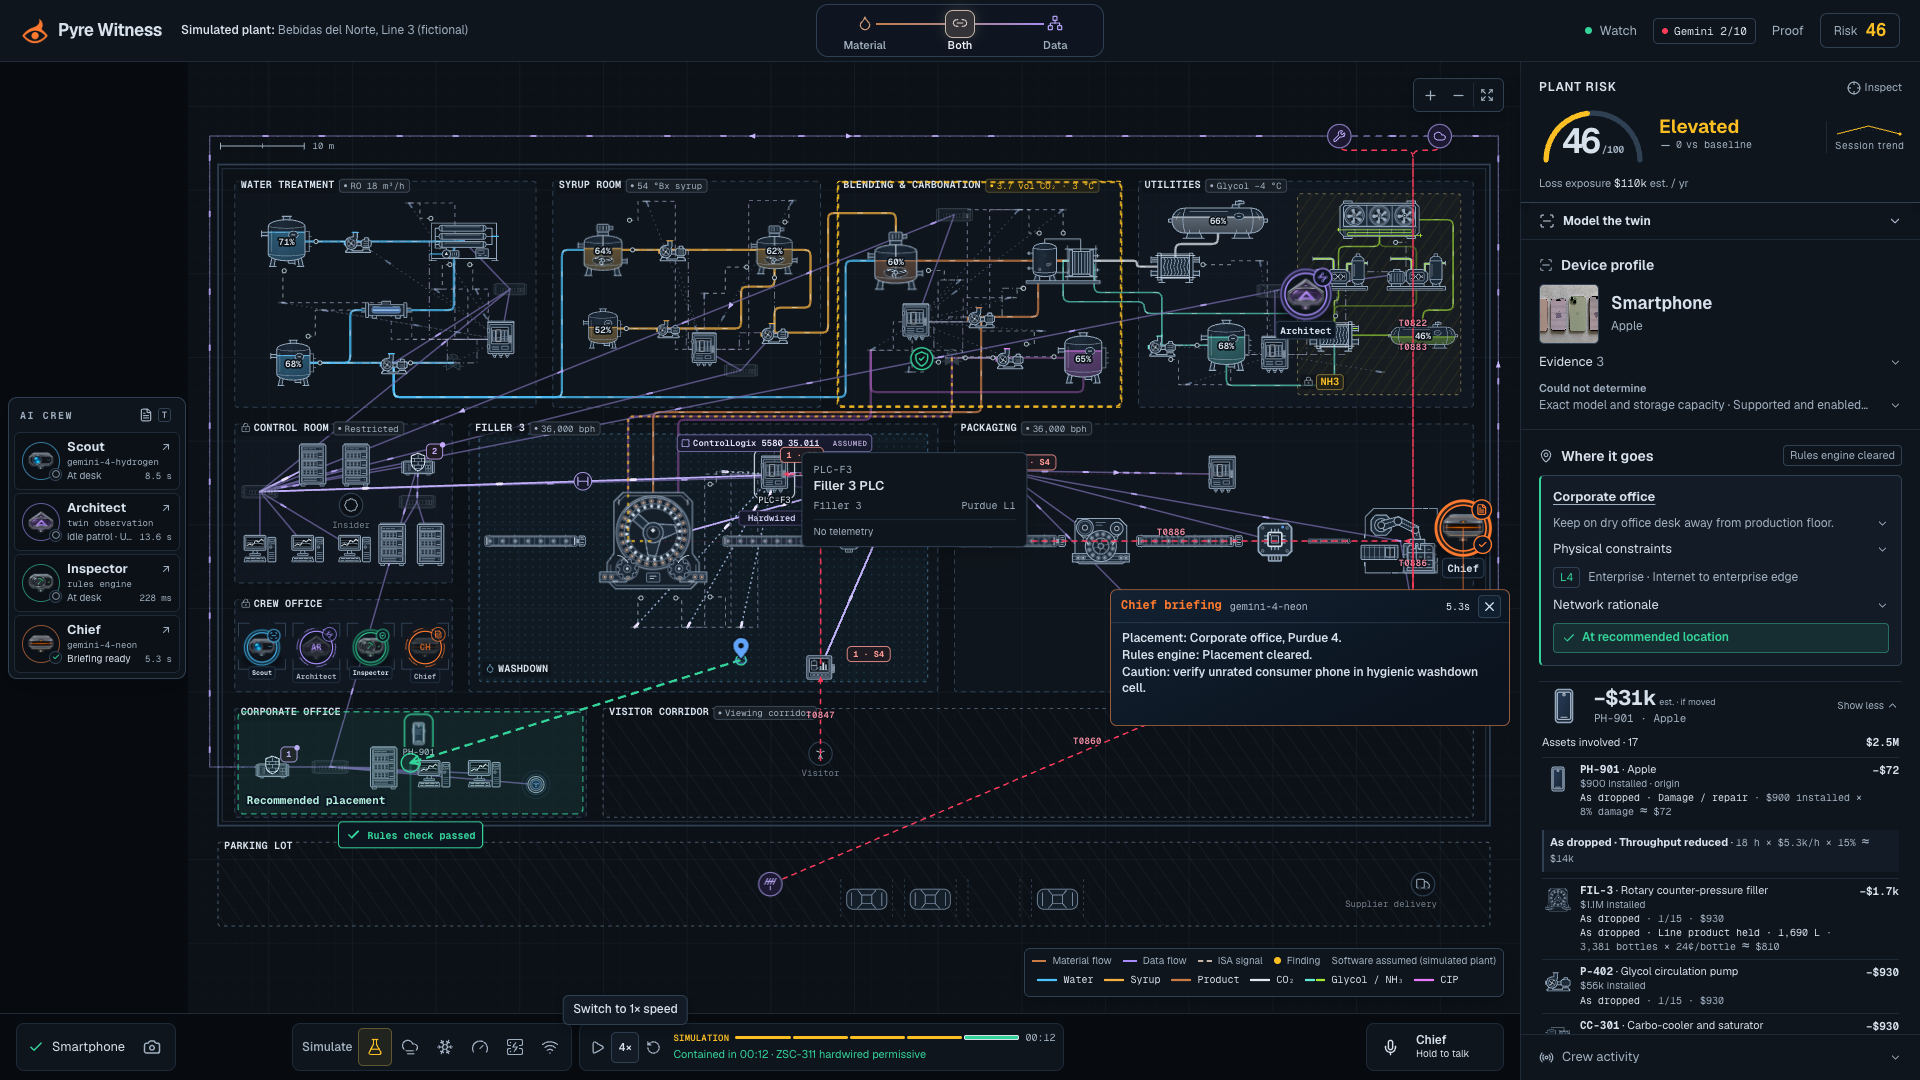 Pyre Witness
Simulated plant: Bebidas del Norte, Line 3 (fictional)
Material
Both
Data
Watch
Gemini 2/10
Proof
Risk 46
10 m
WATER TREATMENT
RO 18 m³/h
SYRUP ROOM
54 °Bx syrup
BLENDING & CARBONATION
3.7 vol CO₂ · 3 °C
UTILITIES
Glycol −4 °C
71%
68%
64%
62%
52%
60%
65%
66%
68%
46%
Architect
T0822
T0883
NH3
AI CREW
T
Scout
gemini-4-hydrogen
At desk
8.5 s
Architect
twin observation
Idle patrol · U…
13.6 s
Inspector
rules engine
At desk
228 ms
Chief
gemini-4-neon
Briefing ready
5.3 s
CONTROL ROOM
Restricted
2
Insider
FILLER 3
36,000 bph
ControlLogix 5580 35.011
ASSUMED
PLC-F3
Hardwired
PLC-F3
Filler 3 PLC
Filler 3
Purdue L1
No telemetry
· S4
PACKAGING
36,000 bph
T0886
T0886
Chief
CREW OFFICE
AR
CH
Scout
Architect
Inspector
Chief
WASHDOWN
1 · S4
Chief briefing
gemini-4-neon
5.3s
Placement: Corporate office, Purdue 4.
Rules engine: Placement cleared.
Caution: verify unrated consumer phone in hygienic washdown
cell.
CORPORATE OFFICE
PH-901
1
Recommended placement
Rules check passed
VISITOR CORRIDOR
Viewing corridor
T0847
Visitor
T0860
PARKING LOT
Supplier delivery
Material flow
Data flow
ISA signal
Finding
Software assumed (simulated plant)
Water
Syrup
Product
CO₂
Glycol / NH₃
CIP
Switch to 1× speed
Smartphone
Simulate
4×
SIMULATION
00:12
Contained in 00:12 · ZSC-311 hardwired permissive
Chief
Hold to talk
PLANT RISK
Inspect
46/100
Elevated
— 0 vs baseline
Session trend
Loss exposure $110k est. / yr
Model the twin
Device profile
Smartphone
Apple
Evidence 3
Could not determine
Exact model and storage capacity · Supported and enabled…
Where it goes
Rules engine cleared
Corporate office
Keep on dry office desk away from production floor.
Physical constraints
L4
Enterprise · Internet to enterprise edge
Network rationale
At recommended location
−$31k est. · if moved
Show less
PH-901 · Apple
Assets involved · 17
$2.5M
PH-901 · Apple
−$72
$900 installed · origin
As dropped · Damage / repair · $900 installed ×
8% damage ≈ $72
As dropped · Throughput reduced · 18 h × $5.3k/h × 15% ≈
$14k
FIL-3 · Rotary counter-pressure filler
−$1.7k
$1.1M installed
As dropped · 1/15 · $930
As dropped · Line product held · 1,690 L ·
3,381 bottles × 24¢/bottle ≈ $810
P-402 · Glycol circulation pump
−$930
$56k installed
As dropped · 1/15 · $930
CC-301 · Carbo-cooler and saturator
−$930
Crew activity